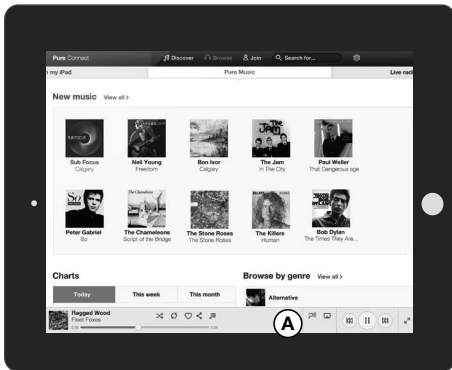 Pure Connect Discover Browse Join Search for...
n my iPad Pure Music Live radi
New music View all >
Sub Focus Neil Young Bon Ivor The Jam Paul Weller
Calgary Freedom Calgary In The City That Dangerous age
Peter Gabriel The Chameleons The Stone Roses The Killers Bob Dylan
So Script of the Bridge The Stone Roses Human The Times They Are...
Charts Browse by genre View all >
Today This week This month Alternative
Ragged Wood
Fleet Foxes
A